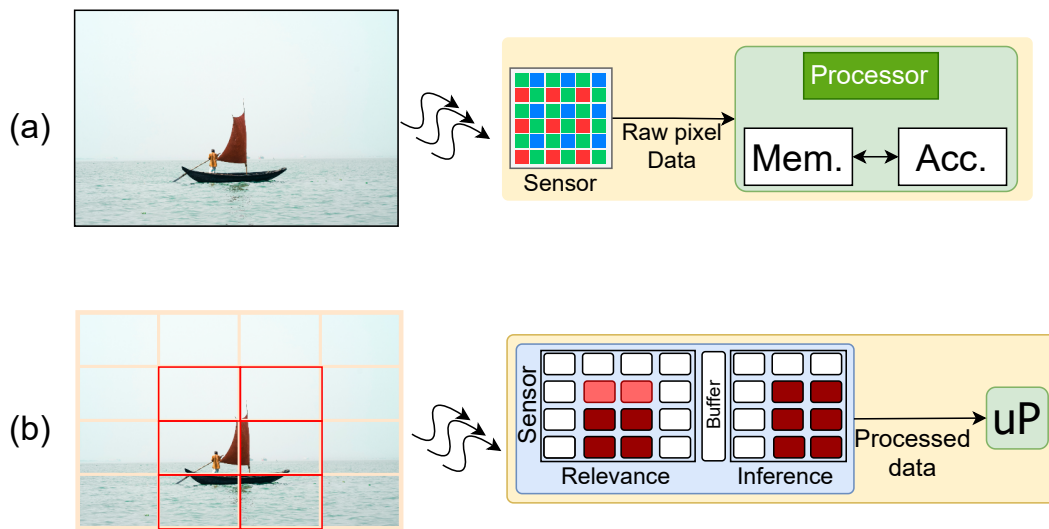 (a)
Sensor
Raw pixel
Data
Processor
Mem.
Acc.
(b)
Sensor
Relevance
Buffer
Inference
Processed
data
uP